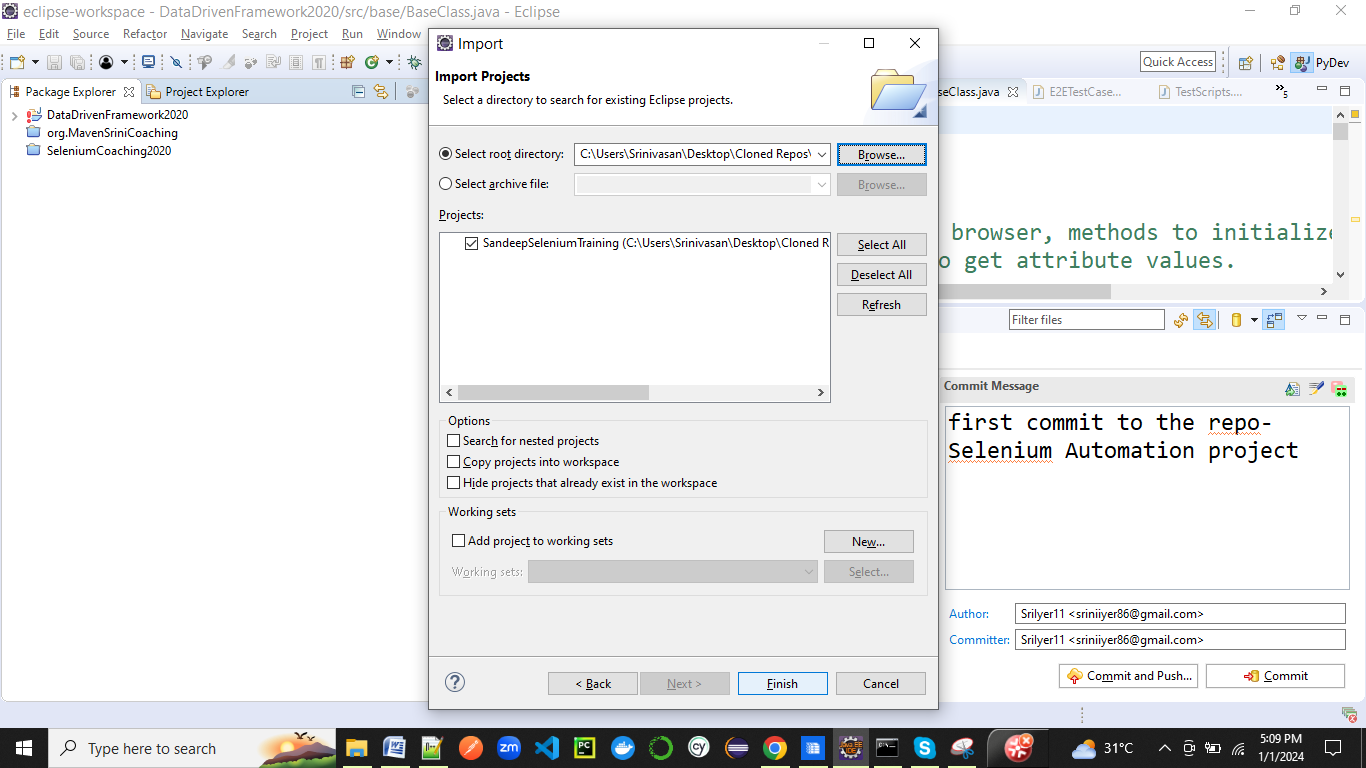 eclipse-workspace - DataDrivenFramework2020/src/base/BaseClass.java - Eclipse
File Edit Source Refactor Navigate Search Project Run Window
Quick Access
PyDev
Package Explorer
Project Explorer
DataDrivenFramework2020
org.MavenSriniCoaching
SeleniumCoaching2020
Import
Import Projects
Select a directory to search for existing Eclipse projects.
Select root directory: C:\Users\Srinivasan\Desktop\Cloned Repos\ Browse...
Select archive file: Browse...
Projects:
SandeepSeleniumTraining (C:\Users\Srinivasan\Desktop\Cloned R
Select All
Deselect All
Refresh
Options
Search for nested projects
Copy projects into workspace
Hide projects that already exist in the workspace
Working sets
Add project to working sets New...
Working sets: Select...
< Back Next > Finish Cancel
seClass.java E2ETestCase... TestScripts.... »5
browser, methods to initialize
o get attribute values.
Filter files
Commit Message
first commit to the repo-
Selenium Automation project
Author: SriIyer11 <sriniiyer86@gmail.com>
Committer: SriIyer11 <sriniiyer86@gmail.com>
Commit and Push... Commit
Type here to search
31°C
5:09 PM
1/1/2024